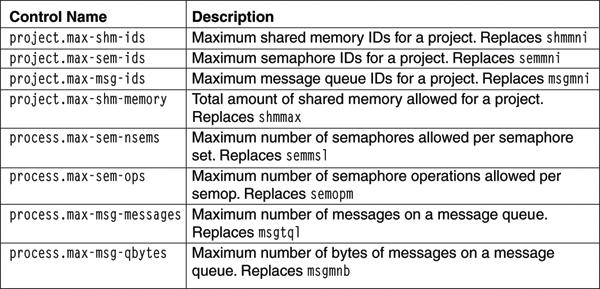 Control Name Description
project.max-shm-ids Maximum shared memory IDs for a project. Replaces shmmni
project.max-sem-ids Maximum semaphore IDs for a project. Replaces semmni
project.max-msg-ids Maximum message queue IDs for a project. Replaces msgmni
project.max-shm-memory Total amount of shared memory allowed for a project.
Replaces shmmax
process.max-sem-nsems Maximum number of semaphores allowed per semaphore
set. Replaces semmsl
process.max-sem-ops Maximum number of semaphore operations allowed per
semop. Replaces semopm
process.max-msg-messages Maximum number of messages on a message queue.
Replaces msgtql
process.max-msg-qbytes Maximum number of bytes of messages on a message
queue. Replaces msgmnb